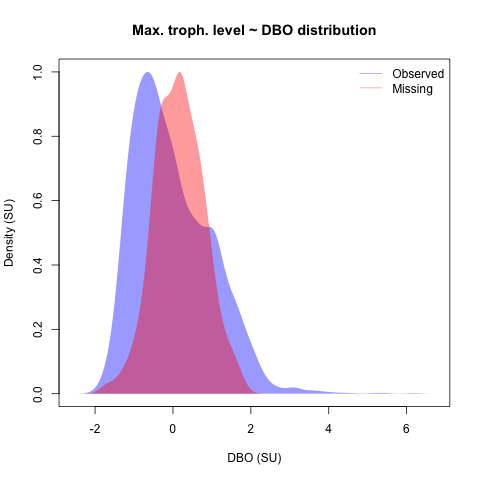 Max. troph. level ~ DBO distribution
Observed
Missing
Density (SU)
1.0
0.8
0.6
0.4
0.2
0.0
-2 0 2 4 6
DBO (SU)